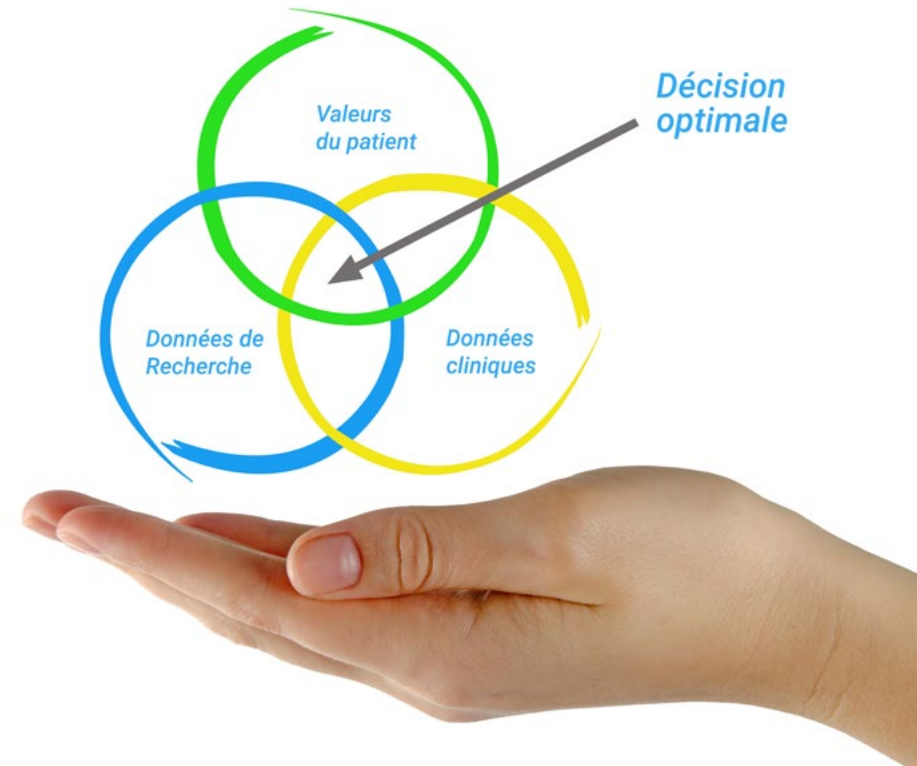 Décision
optimale
Valeurs
du patient
Données de
Recherche
Données
cliniques